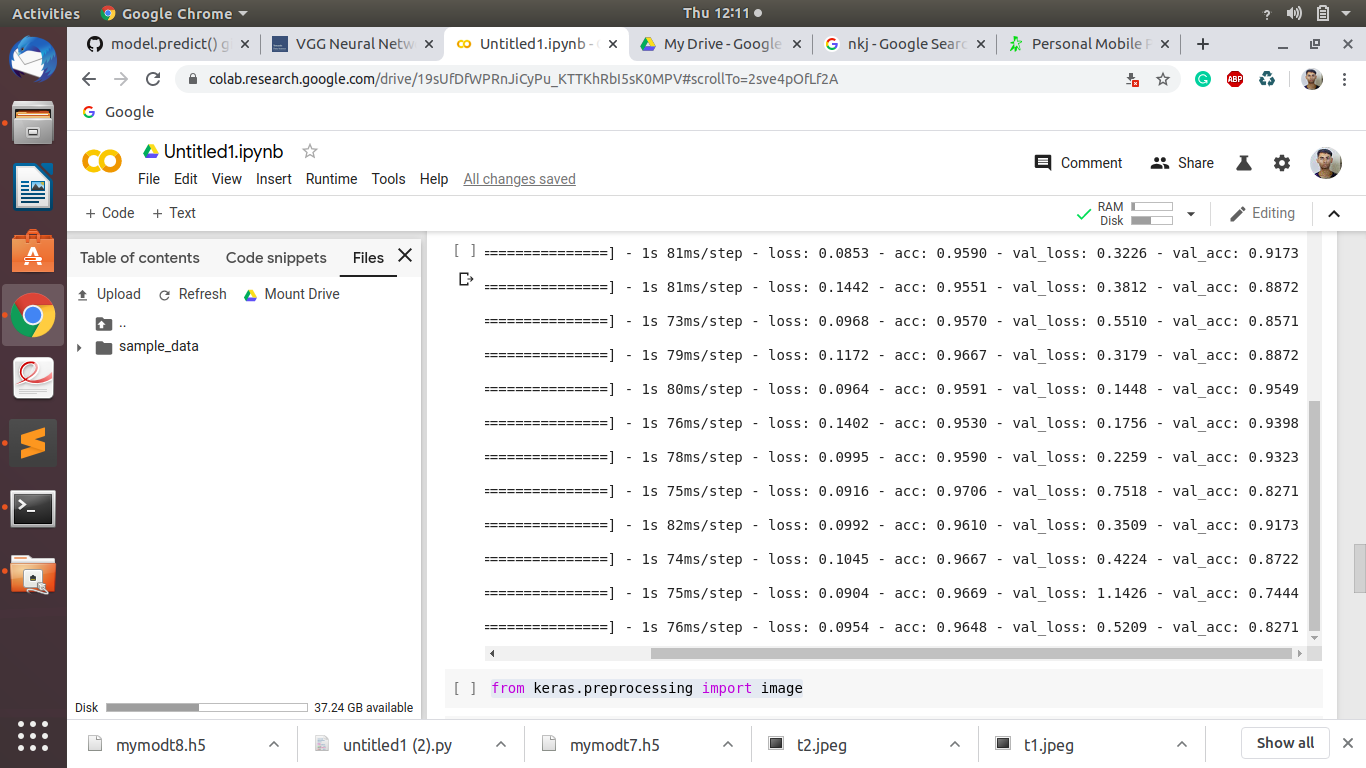 Activities
Google Chrome
Thu 12:11
model.predict() g
VGG Neural Netw
Untitled1.ipynb - C
My Drive - Google
nkj - Google Searc
Personal Mobile P
colab.research.google.com/drive/19sUfDfWPRnJiCyPu_KTTKhRbI5sK0MPV#scrollTo=2sve4pOfLf2A
ABP
Google
Untitled1.ipynb
Comment
Share
File Edit View Insert Runtime Tools Help All changes saved
+ Code + Text
RAM
Disk
Editing
Table of contents
Code snippets
Files
Upload
Refresh
Mount Drive
..
sample_data
Disk
37.24 GB available
[ ]
===============] - 1s 81ms/step - loss: 0.0853 - acc: 0.9590 - val_loss: 0.3226 - val_acc: 0.9173
===============] - 1s 81ms/step - loss: 0.1442 - acc: 0.9551 - val_loss: 0.3812 - val_acc: 0.8872
===============] - 1s 73ms/step - loss: 0.0968 - acc: 0.9570 - val_loss: 0.5510 - val_acc: 0.8571
===============] - 1s 79ms/step - loss: 0.1172 - acc: 0.9667 - val_loss: 0.3179 - val_acc: 0.8872
===============] - 1s 80ms/step - loss: 0.0964 - acc: 0.9591 - val_loss: 0.1448 - val_acc: 0.9549
===============] - 1s 76ms/step - loss: 0.1402 - acc: 0.9530 - val_loss: 0.1756 - val_acc: 0.9398
===============] - 1s 78ms/step - loss: 0.0995 - acc: 0.9590 - val_loss: 0.2259 - val_acc: 0.9323
===============] - 1s 75ms/step - loss: 0.0916 - acc: 0.9706 - val_loss: 0.7518 - val_acc: 0.8271
===============] - 1s 82ms/step - loss: 0.0992 - acc: 0.9610 - val_loss: 0.3509 - val_acc: 0.9173
===============] - 1s 74ms/step - loss: 0.1045 - acc: 0.9667 - val_loss: 0.4224 - val_acc: 0.8722
===============] - 1s 75ms/step - loss: 0.0904 - acc: 0.9669 - val_loss: 1.1426 - val_acc: 0.7444
===============] - 1s 76ms/step - loss: 0.0954 - acc: 0.9648 - val_loss: 0.5209 - val_acc: 0.8271
[ ] from keras.preprocessing import image
mymodt8.h5
untitled1 (2).py
mymodt7.h5
t2.jpeg
t1.jpeg
Show all